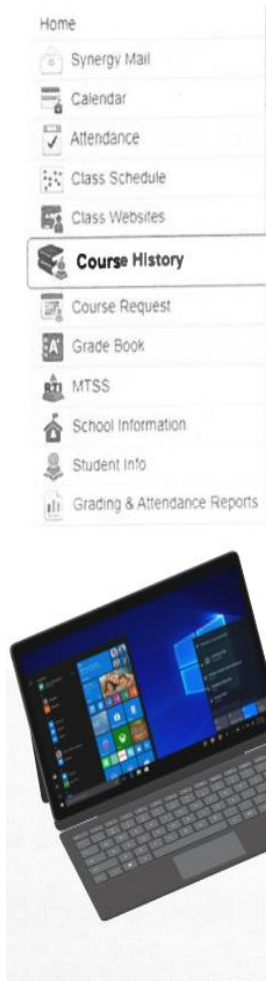 Home
Synergy Mail
Calendar
Attendance
Class Schedule
Class Websites
Course History
Course Request
A+
Grade Book
RTI
MTSS
School Information
Student Info
Grading & Attendance Reports